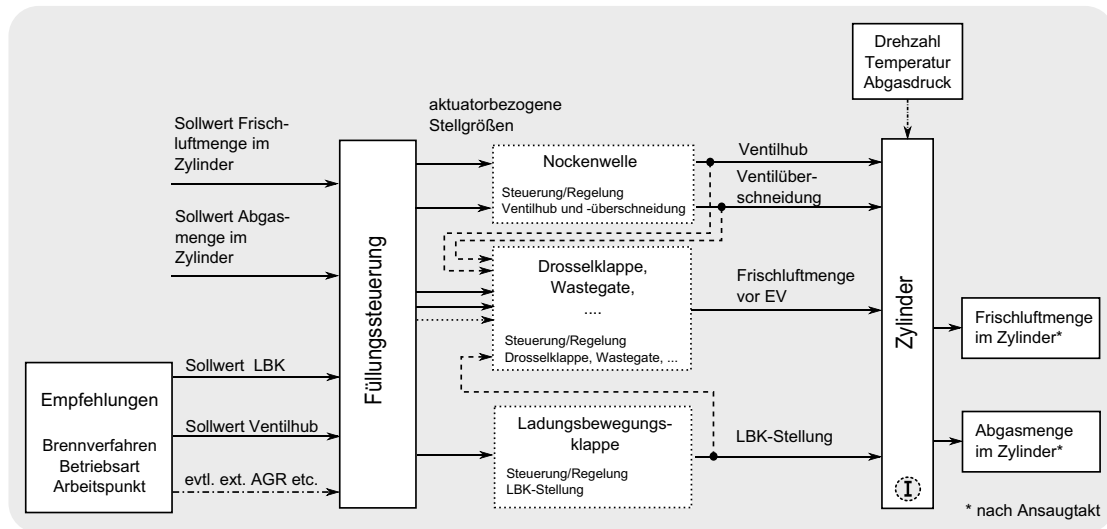 Drehzahl
Temperatur
Abgasdruck
aktuatorbezogene
Stellgrößen
Sollwert Frisch-
luftmenge im
Zylinder
Sollwert Abgas-
menge im
Zylinder
Empfehlungen
Brennverfahren
Betriebsart
Arbeitspunkt
Sollwert LBK
Sollwert Ventilhub
evtl. ext. AGR etc.
Füllungssteuerung
Nockenwelle
Steuerung/Regelung
Ventilhub und -überschneidung
Drosselklappe,
Wastegate,
....
Steuerung/Regelung
Drosselklappe, Wastegate, ...
Ladungsbewegungs-
klappe
Steuerung/Regelung
LBK-Stellung
Ventilhub
Ventilüber-
schneidung
Frischluftmenge
vor EV
LBK-Stellung
Zylinder
I
Frischluftmenge
im Zylinder*
Abgasmenge
im Zylinder*
* nach Ansaugtakt